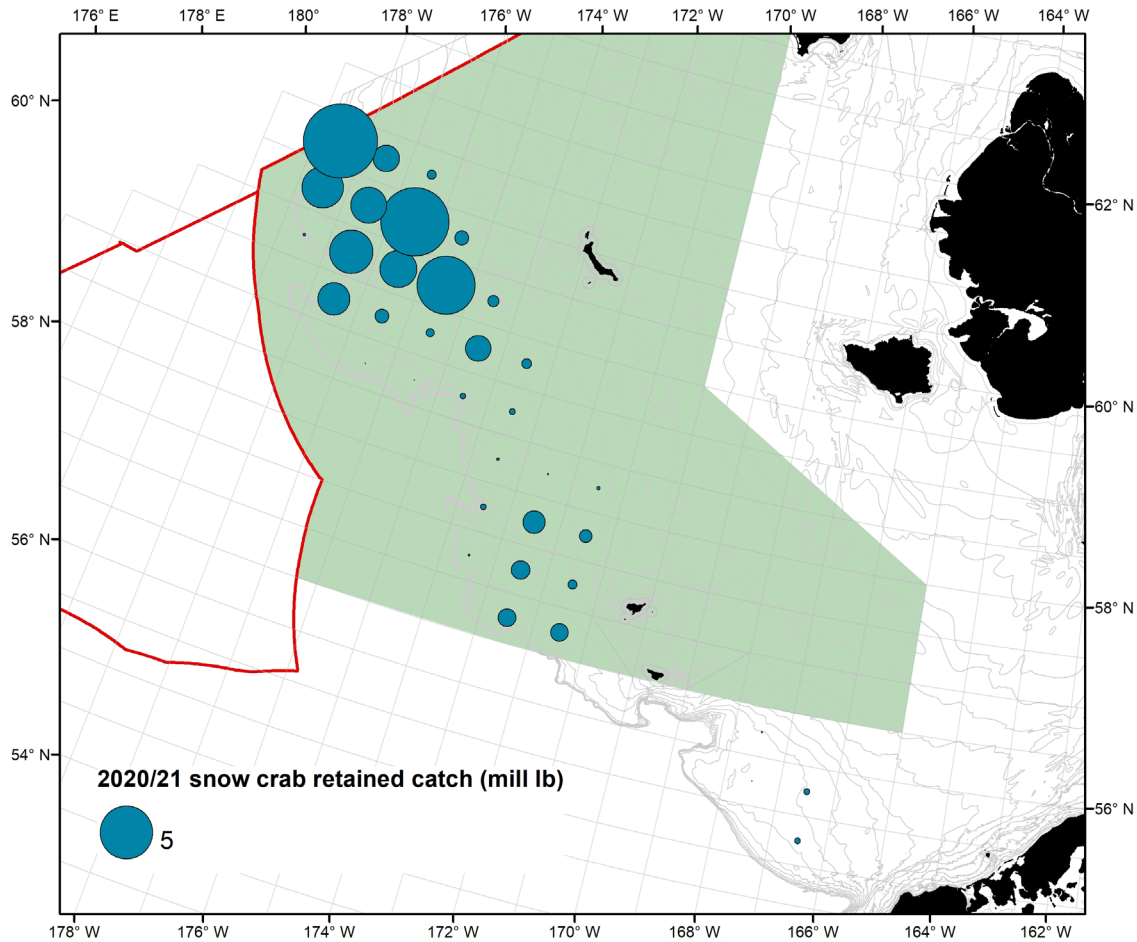 176° E 178° E 180° 178° W 176° W 174° W 172° W 170° W 168° W 166° W 164° W
60° N
62° N
58° N
60° N
56° N
58° N
54° N
2020/21 snow crab retained catch (mill lb)
56° N
5
178° W 176° W 174° W 172° W 170° W 168° W 166° W 164° W 162° W